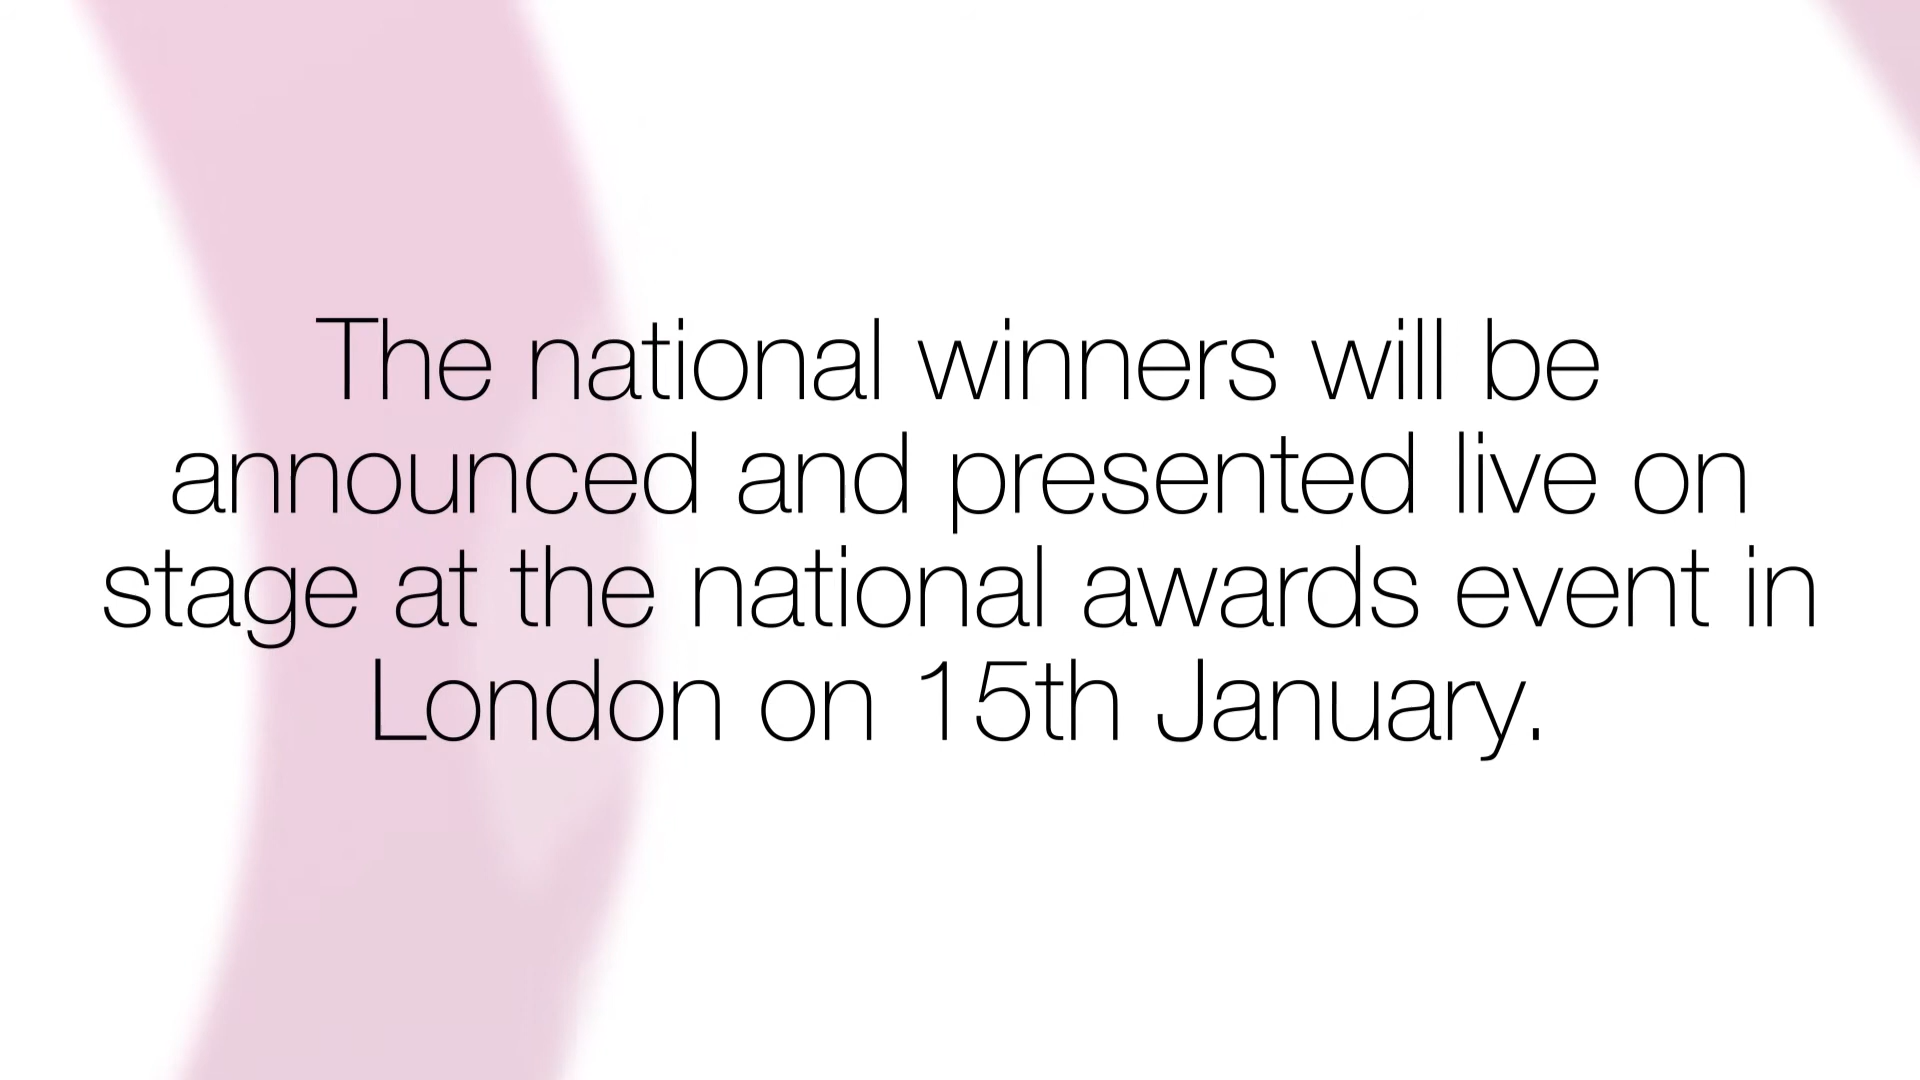 The national winners will be
announced and presented live on
stage at the national awards event in
London on 15th January.